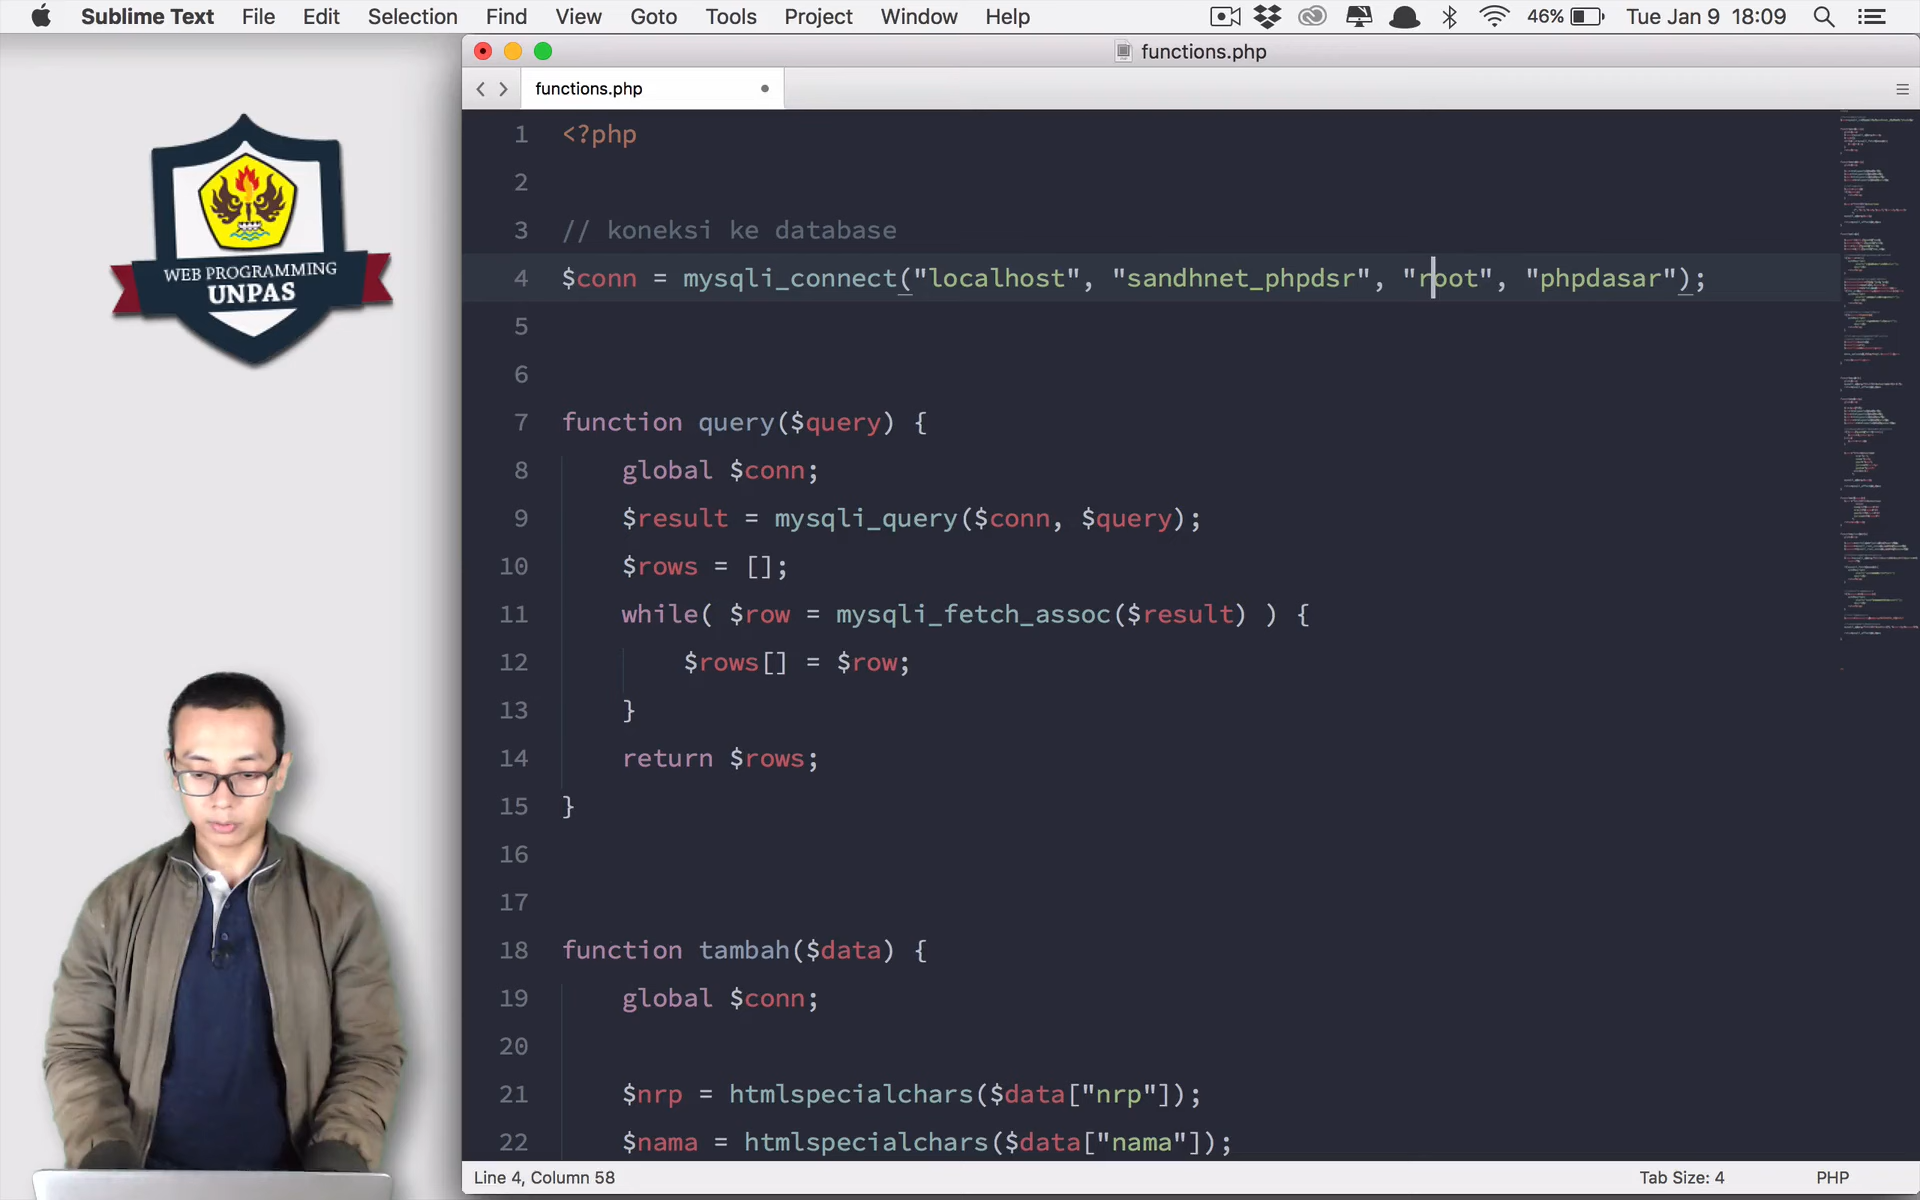 Sublime Text File Edit Selection Find View Goto Tools Project Window Help 46% Tue Jan 9 18:09
functions.php
functions.php
WEB PROGRAMMING
UNPAS
1 <?php
2
3 // koneksi ke database
4 $conn = mysqli_connect("localhost", "sandhnet_phpdsr", "root", "phpdasar");
5
6
7 function query($query) {
8 global $conn;
9 $result = mysqli_query($conn, $query);
10 $rows = [];
11 while( $row = mysqli_fetch_assoc($result) ) {
12 $rows[] = $row;
13 }
14 return $rows;
15 }
16
17
18 function tambah($data) {
19 global $conn;
20
21 $nrp = htmlspecialchars($data["nrp"]);
22 $nama = htmlspecialchars($data["nama"]);
Line 4, Column 58 Tab Size: 4 PHP